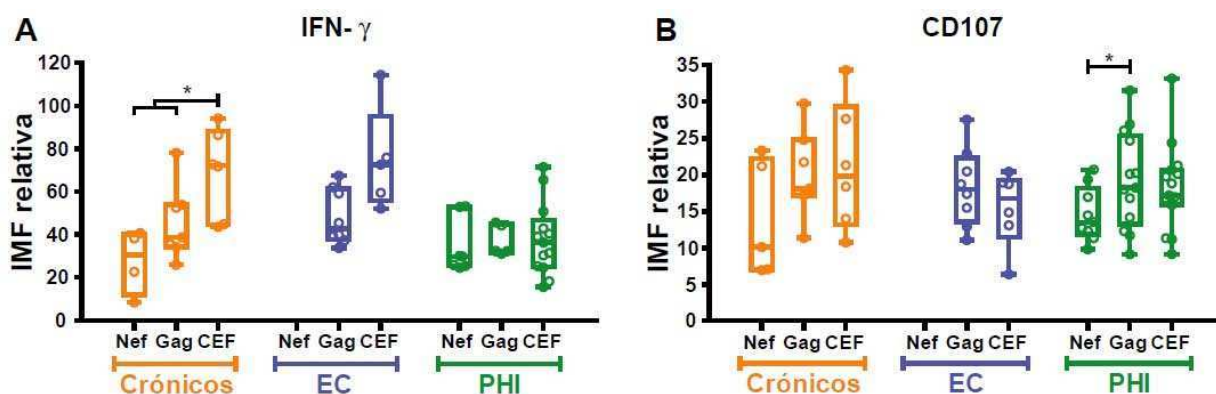 A
IFN- γ
IMF relativa
120
100
80
60
40
20
0
*
Nef Gag CEF
Nef Gag CEF
Nef Gag CEF
Crónicos
EC
PHI
B
CD107
IMF relativa
35
30
25
20
15
10
5
0
*
Nef Gag CEF
Nef Gag CEF
Nef Gag CEF
Crónicos
EC
PHI